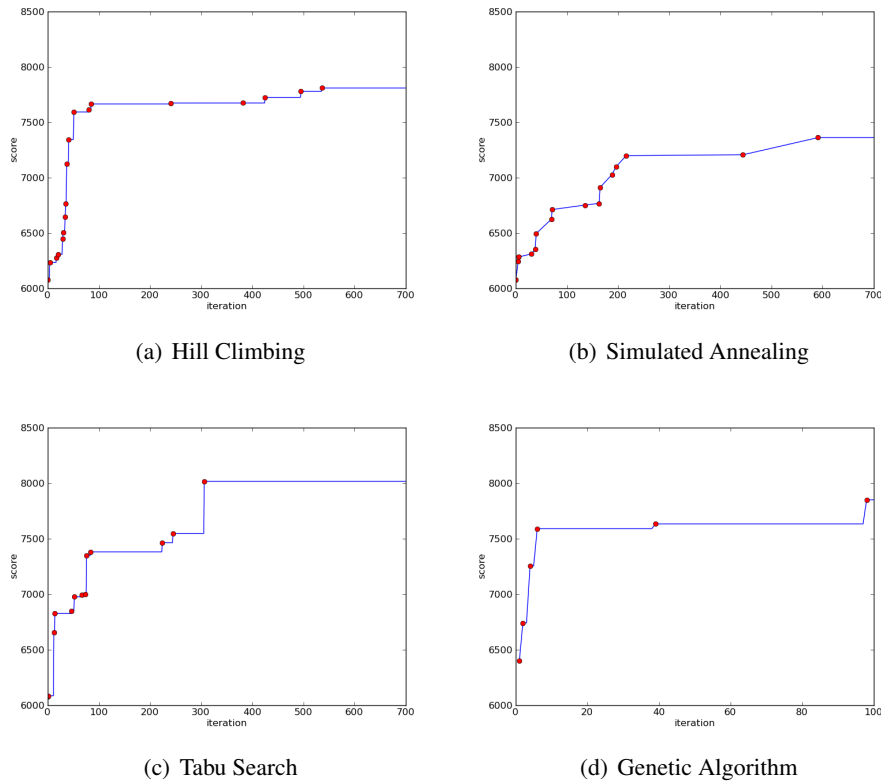 8500
8000
7500
7000
6500
6000
score
0 100 200 300 400 500 600 700
iteration
(a) Hill Climbing
8500
8000
7500
7000
6500
6000
score
0 100 200 300 400 500 600 700
iteration
(b) Simulated Annealing
8500
8000
7500
7000
6500
6000
score
0 100 200 300 400 500 600 700
iteration
(c) Tabu Search
8500
8000
7500
7000
6500
6000
score
0 20 40 60 80 100
iteration
(d) Genetic Algorithm